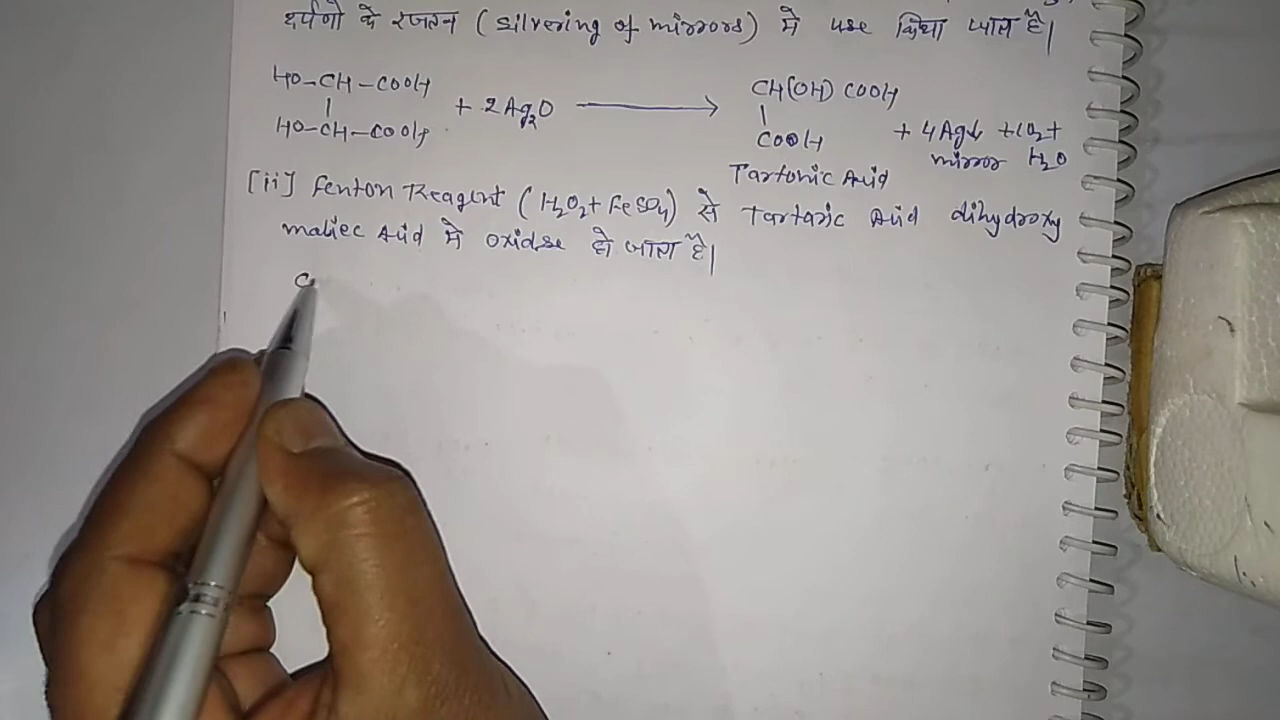 दर्पणो के रजतन (silvering of mirrors) मे use किया जाता है।
HO-CH-COOH
|
HO-CH-COOH
+ 2Ag2O →
CH(OH) COOH
|
COOH
Tartonic Acid
+ 4Ag↓ + CO2 +
mirror H2O
[ii] Fenton Reagent (H2O2 + FeSO4) से Tartaric Acid dihydroxy
maliec Acid मे oxidse हो जाता है।
C